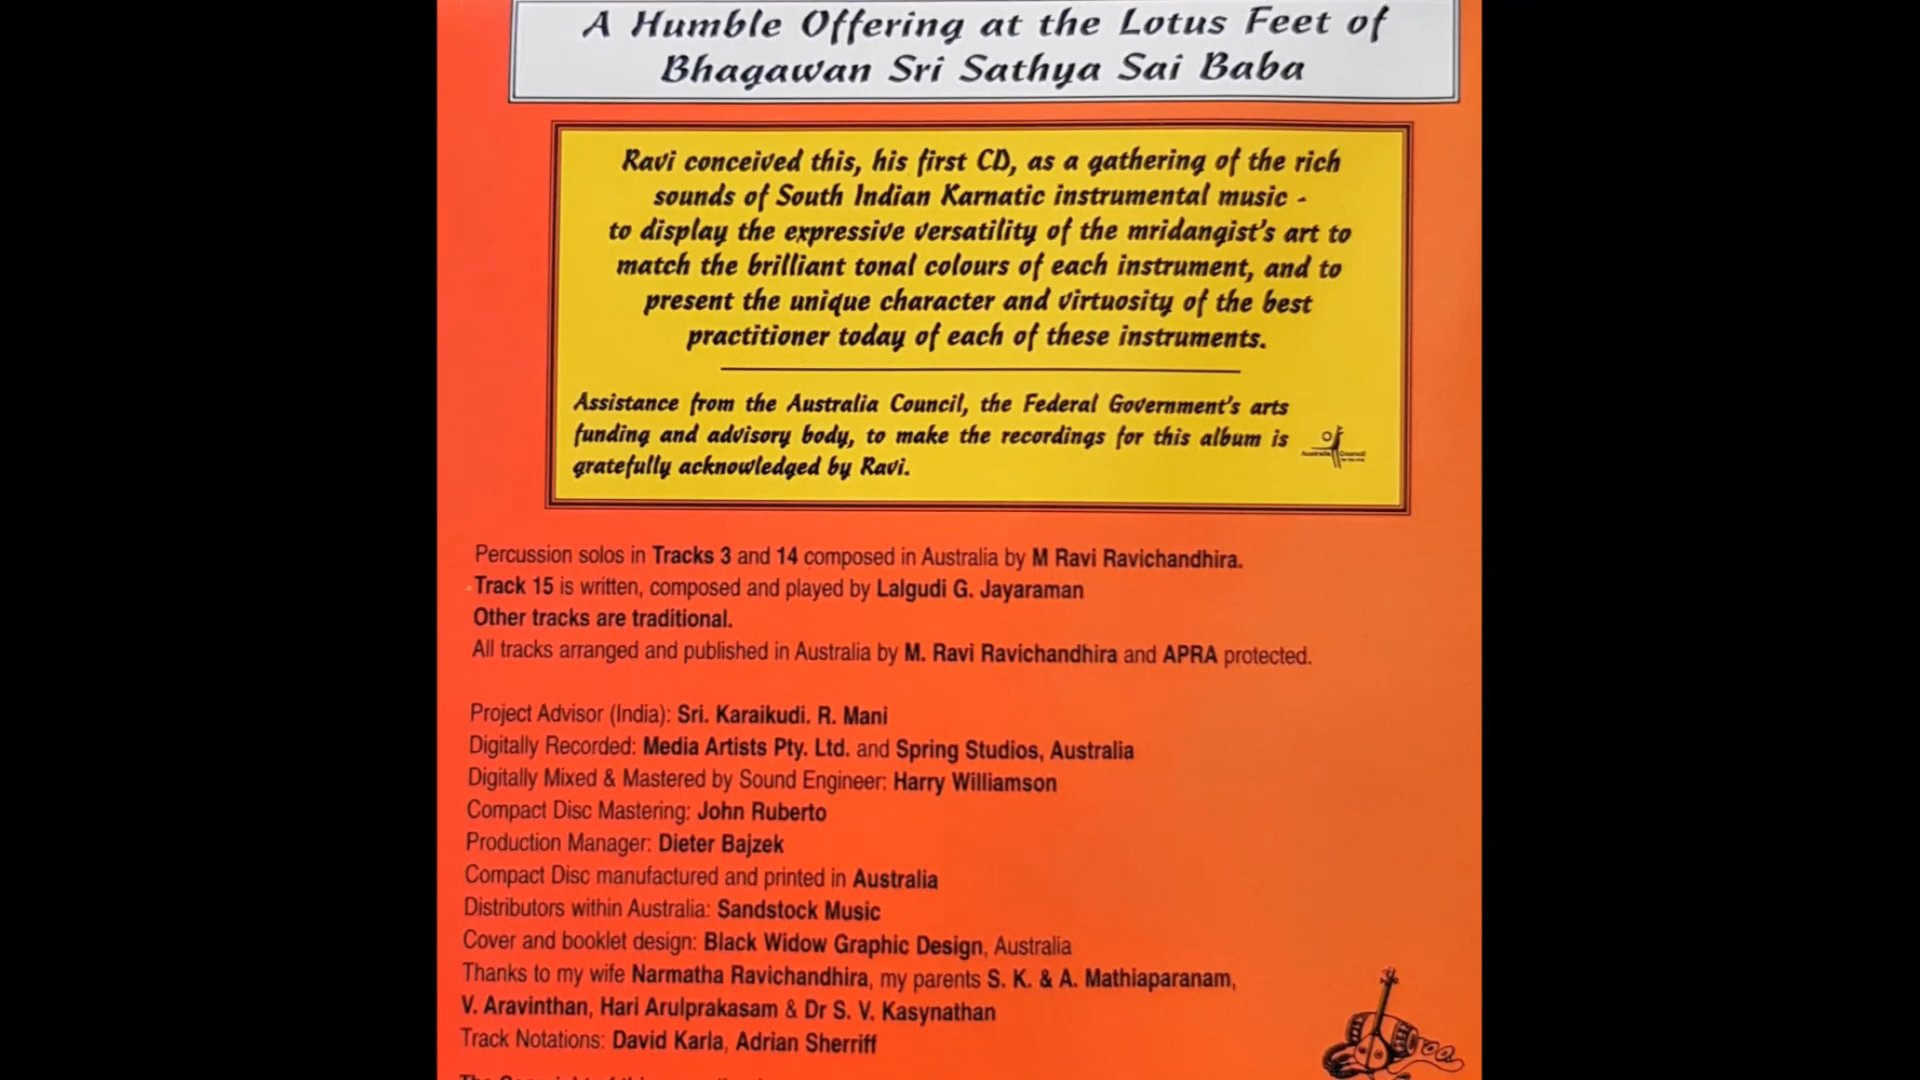 A Humble Offering at the Lotus Feet of
Bhagawan Sri Sathya Sai Baba
Ravi conceived this, his first CD, as a gathering of the rich
sounds of South Indian Karnatic instrumental music -
to display the expressive versatility of the mridangist's art to
match the brilliant tonal colours of each instrument, and to
present the unique character and virtuosity of the best
practitioner today of each of these instruments.
Assistance from the Australia Council, the Federal Government's arts
funding and advisory body, to make the recordings for this album is
gratefully acknowledged by Ravi.
Australia Council
Percussion solos in Tracks 3 and 14 composed in Australia by M Ravi Ravichandhira.
Track 15 is written, composed and played by Lalgudi G. Jayaraman
Other tracks are traditional.
All tracks arranged and published in Australia by M. Ravi Ravichandhira and APRA protected.
Project Advisor (India): Sri. Karaikudi. R. Mani
Digitally Recorded: Media Artists Pty. Ltd. and Spring Studios, Australia
Digitally Mixed & Mastered by Sound Engineer: Harry Williamson
Compact Disc Mastering: John Ruberto
Production Manager: Dieter Bajzek
Compact Disc manufactured and printed in Australia
Distributors within Australia: Sandstock Music
Cover and booklet design: Black Widow Graphic Design, Australia
Thanks to my wife Narmatha Ravichandhira, my parents S. K. & A. Mathiaparanam,
V. Aravinthan, Hari Arulprakasam & Dr S. V. Kasynathan
Track Notations: David Karla, Adrian Sherriff